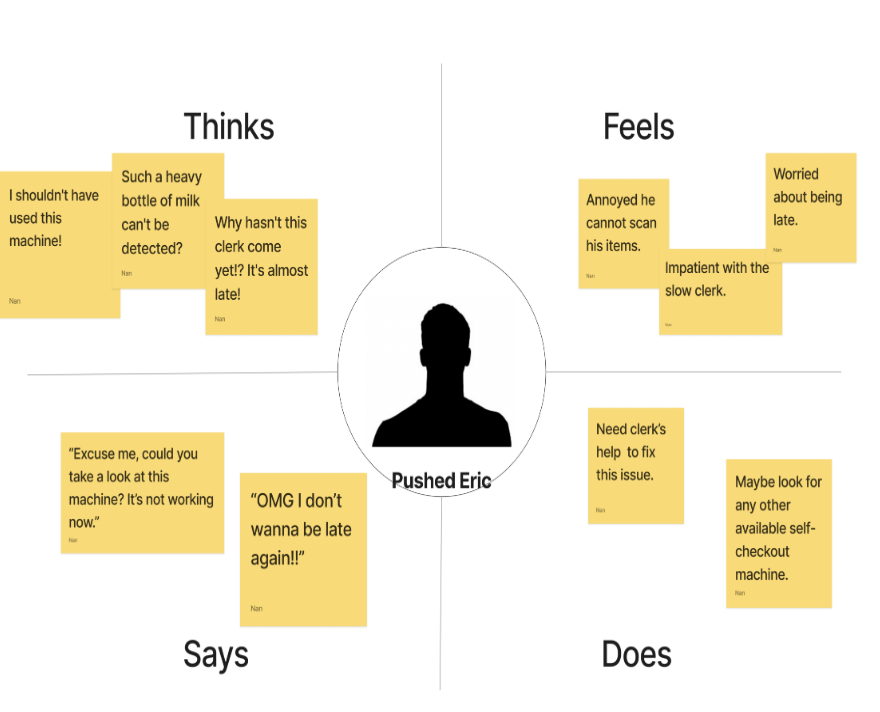 Thinks
I shouldn't have
used this
machine!
Nan
Such a heavy
bottle of milk
can't be
detected?
Nan
Why hasn't this
clerk come
yet!? It's almost
late!
Nan
Feels
Annoyed he
cannot scan
his items.
Nan
Impatient with the
slow clerk.
Nan
Worried
about being
late.
Nan
Pushed Eric
"Excuse me, could you
take a look at this
machine? It's not working
now."
Nan
“OMG I don’t
wanna be late
again!!”
Nan
Says
Need clerk’s
help to fix
this issue.
Nan
Maybe look for
any other
available self-
checkout
machine.
Nan
Does